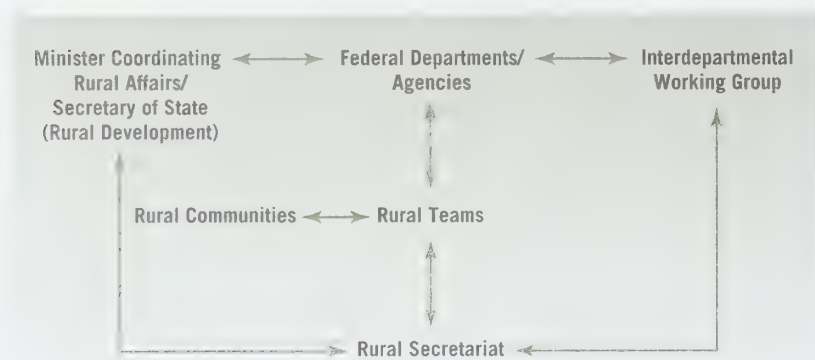 Minister Coordinating
Rural Affairs/
Secretary of State
(Rural Development)
Federal Departments/
Agencies
Interdepartmental
Working Group
Rural Communities
Rural Teams
Rural Secretariat